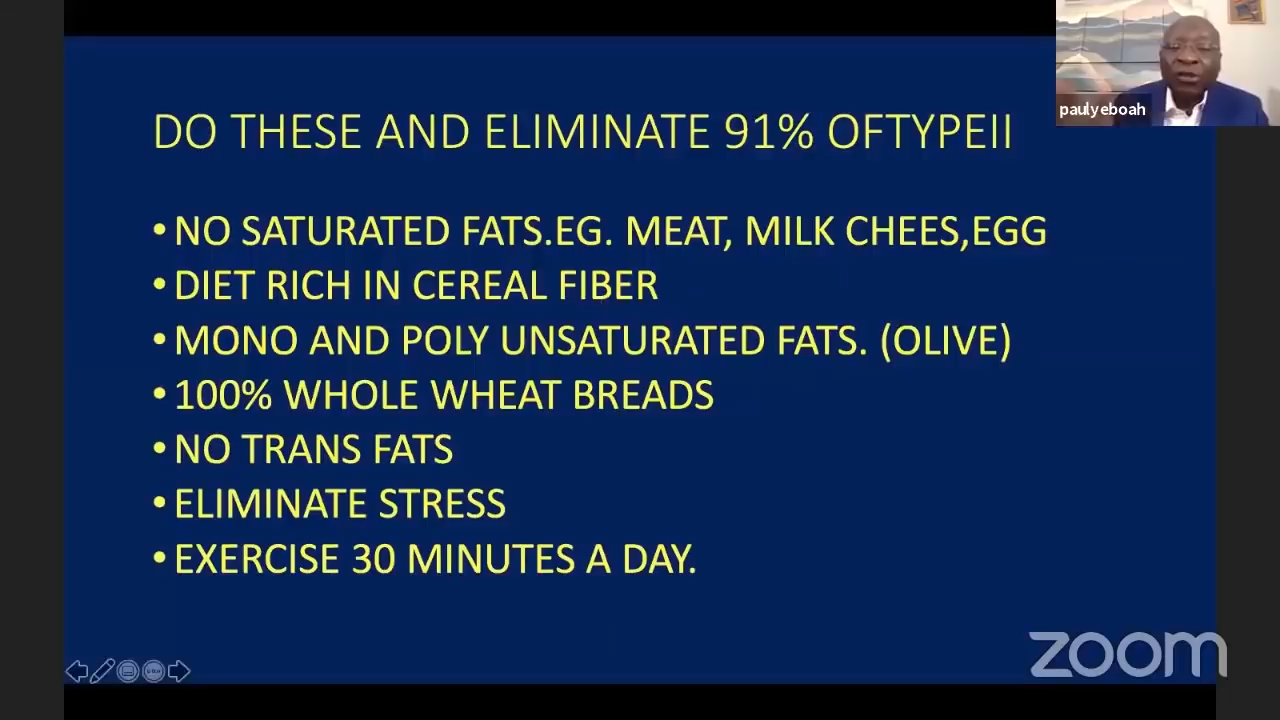 paulyeboah
DO THESE AND ELIMINATE 91% OFTYPEII
• NO SATURATED FATS.EG. MEAT, MILK CHEES,EGG
• DIET RICH IN CEREAL FIBER
• MONO AND POLY UNSATURATED FATS. (OLIVE)
• 100% WHOLE WHEAT BREADS
• NO TRANS FATS
• ELIMINATE STRESS
• EXERCISE 30 MINUTES A DAY.
zoom